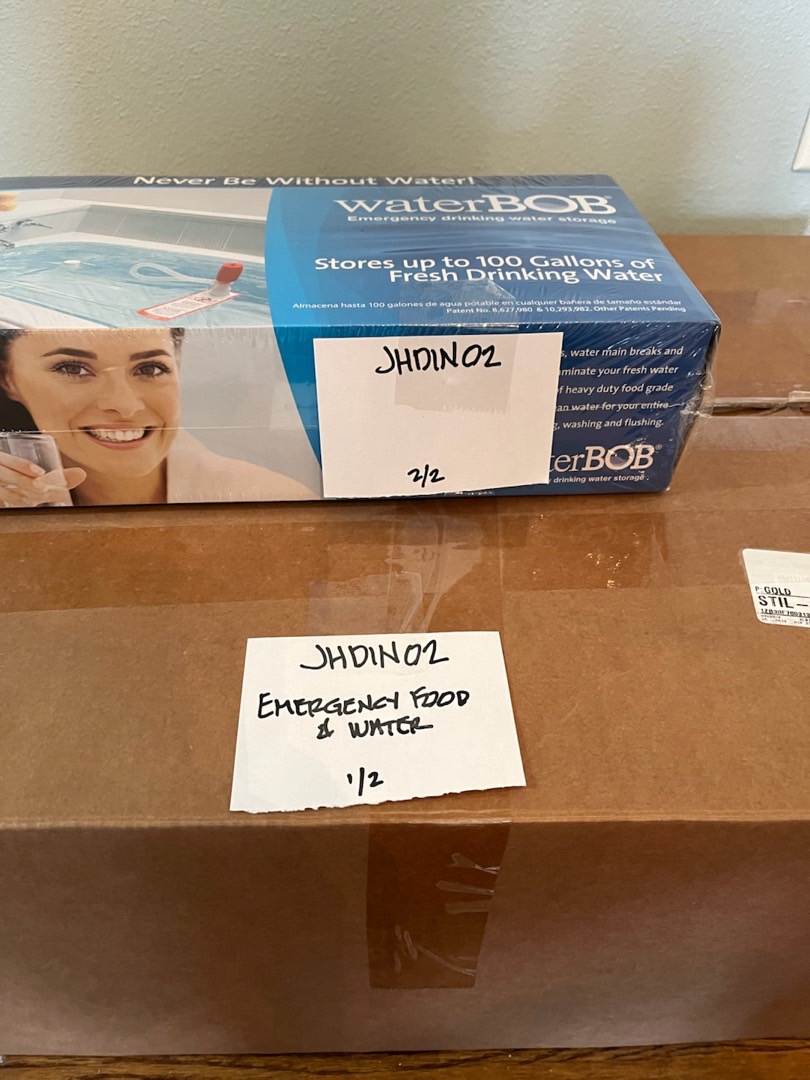 Never Be Without Water!
waterBOB
Emergency drinking water storage
Stores up to 100 Gallons of
Fresh Drinking Water
Almacena hasta 100 galones de agua potable en cualquier bañera de tamaño estándar
Patent No. 8,627,980 & 10,293,982, Other Patents Pending
JHDIN02
2/2
s, water main breaks and
minate your fresh water
f heavy duty food grade
an water for your entire
g, washing and flushing.
terBOB®
drinking water storage
JHDIN02
EMERGENCY FOOD
& WATER
1/2
P: GOLD
STIL-